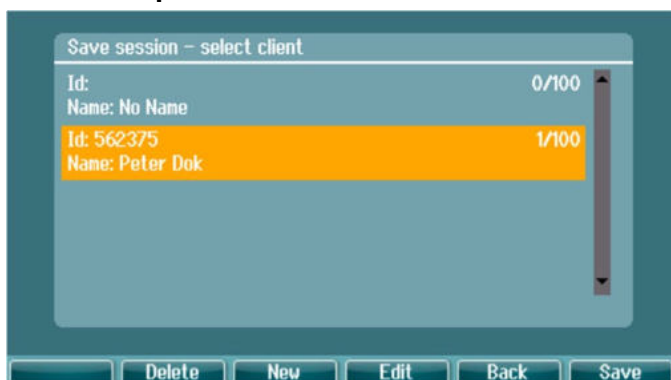 Save session – select client
Id: 0/100
Name: No Name
Id: 562375 1/100
Name: Peter Dok
Delete New Edit Back Save